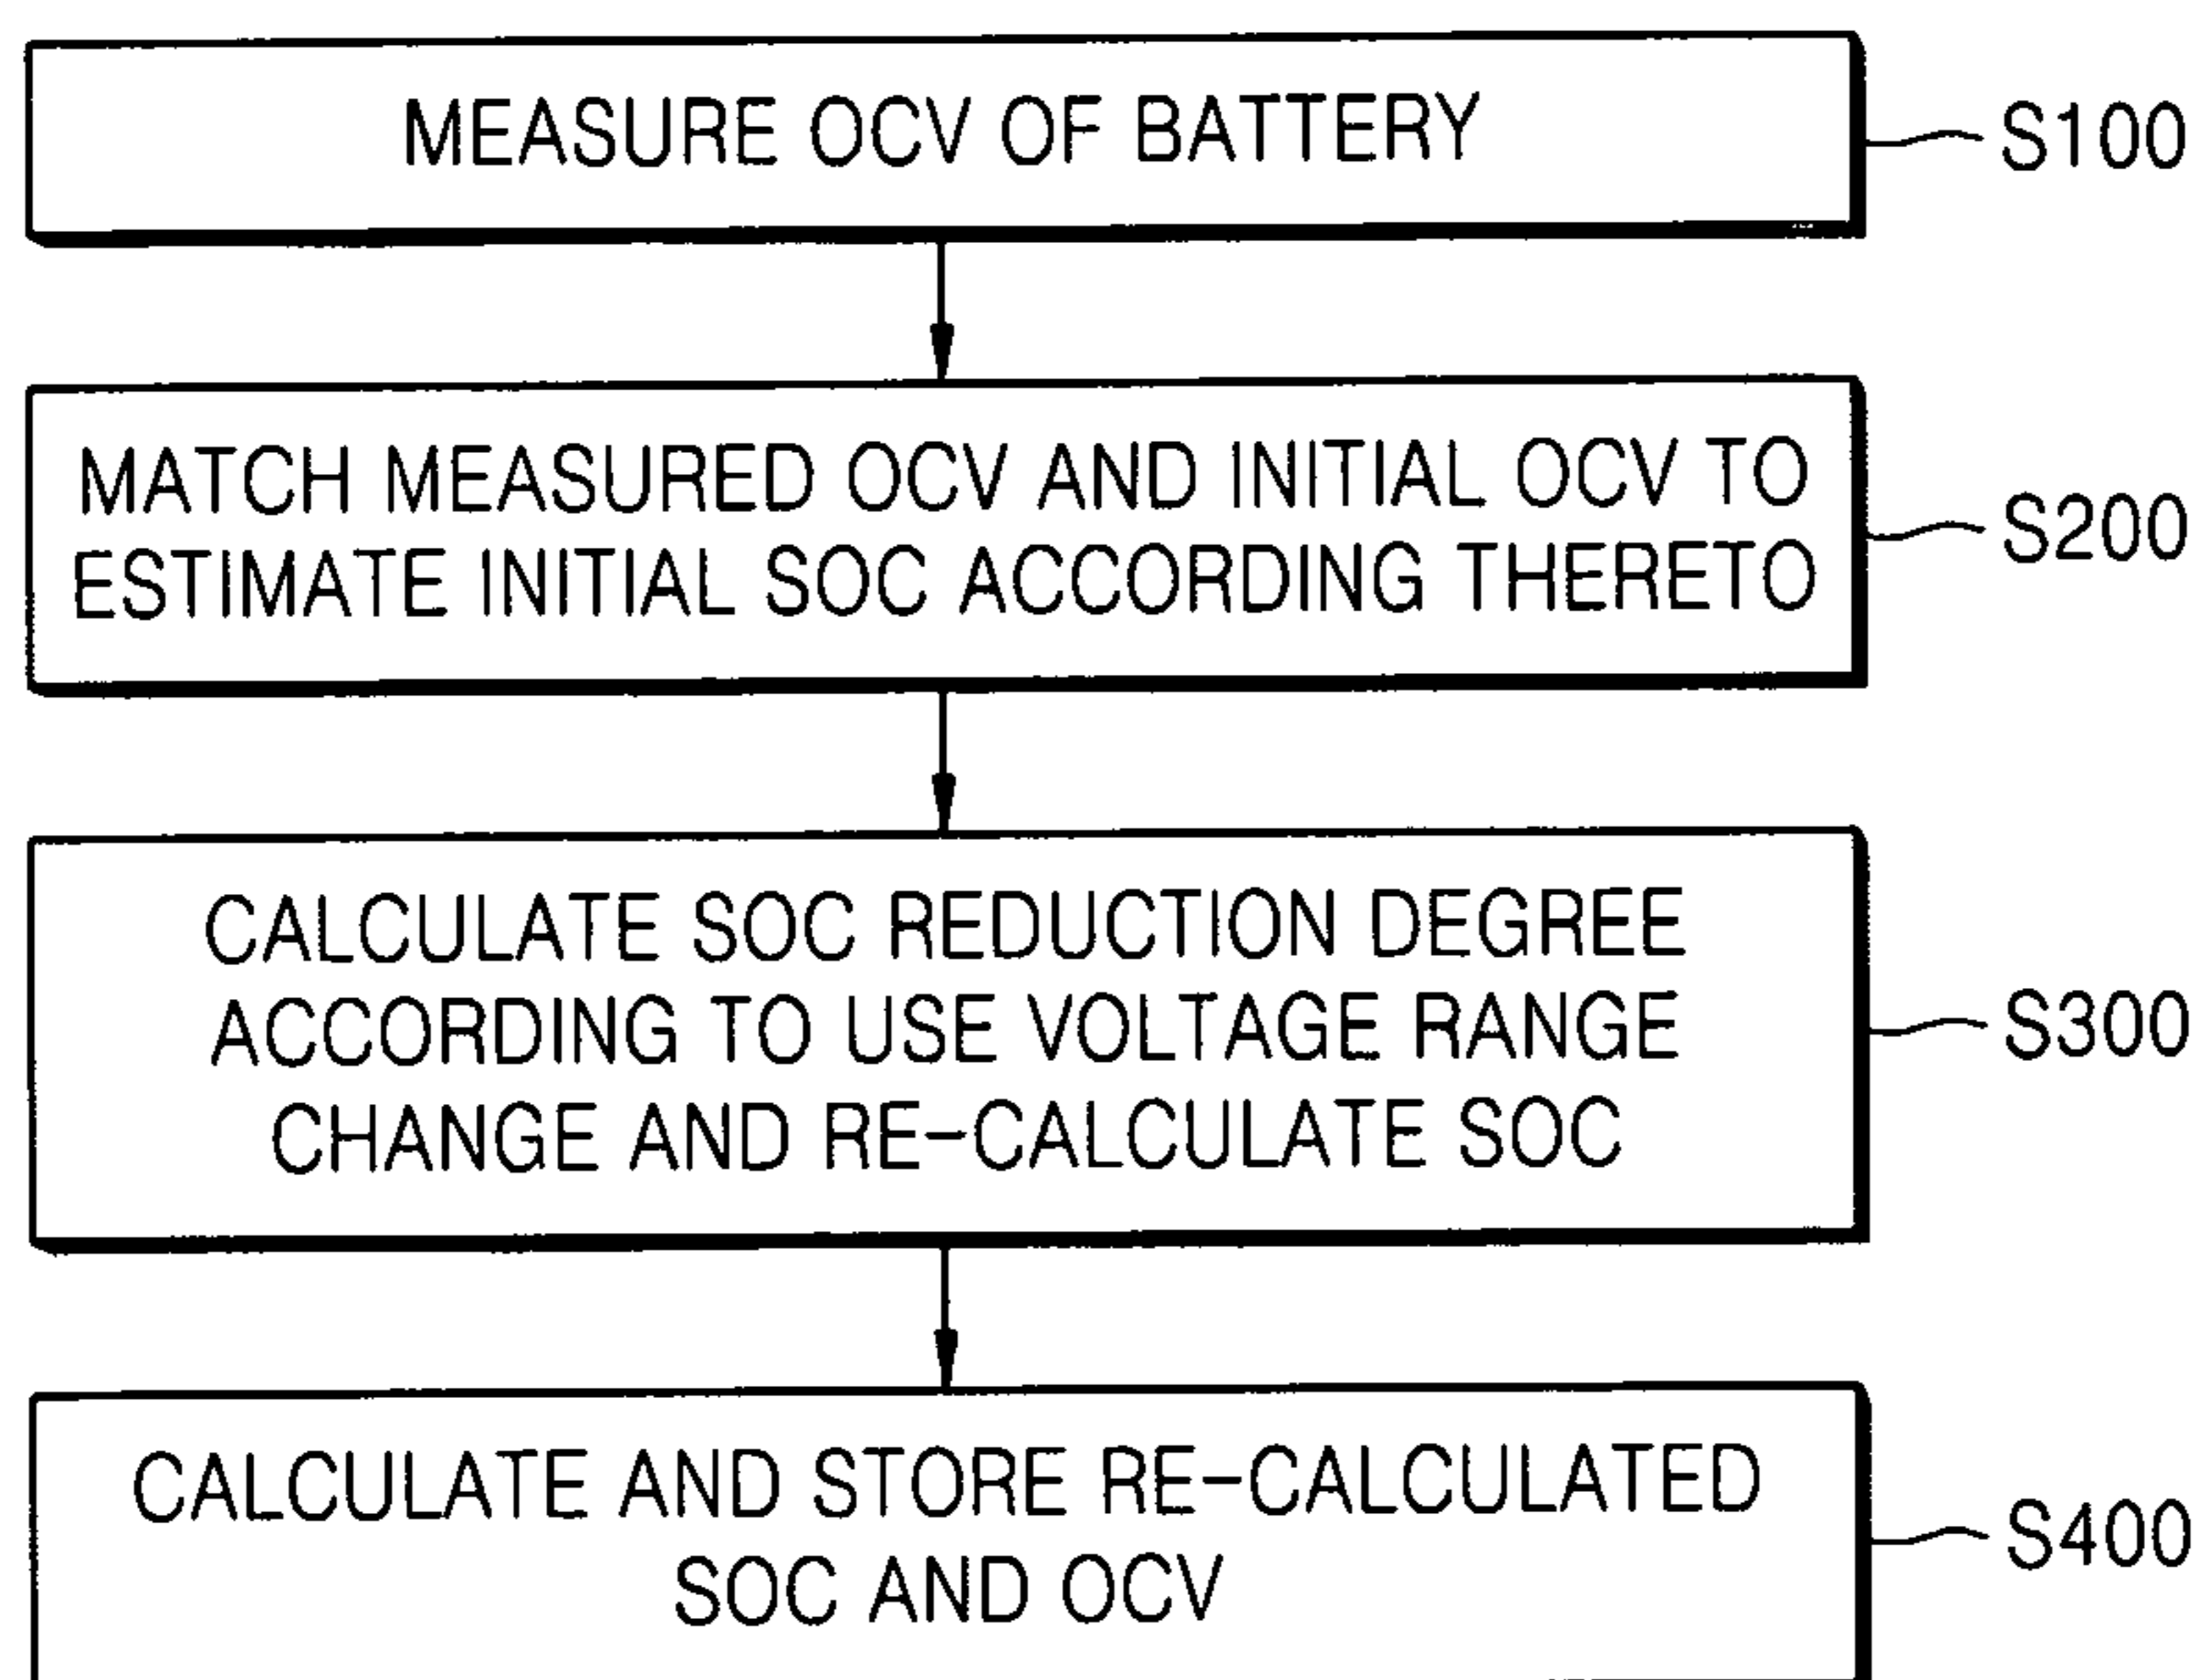 MEASURE OCV OF BATTERY
S100
MATCH MEASURED OCV AND INITIAL OCV TO
ESTIMATE INITIAL SOC ACCORDING THERETO
S200
CALCULATE SOC REDUCTION DEGREE
ACCORDING TO USE VOLTAGE RANGE
CHANGE AND RE-CALCULATE SOC
S300
CALCULATE AND STORE RE-CALCULATED
SOC AND OCV
S400